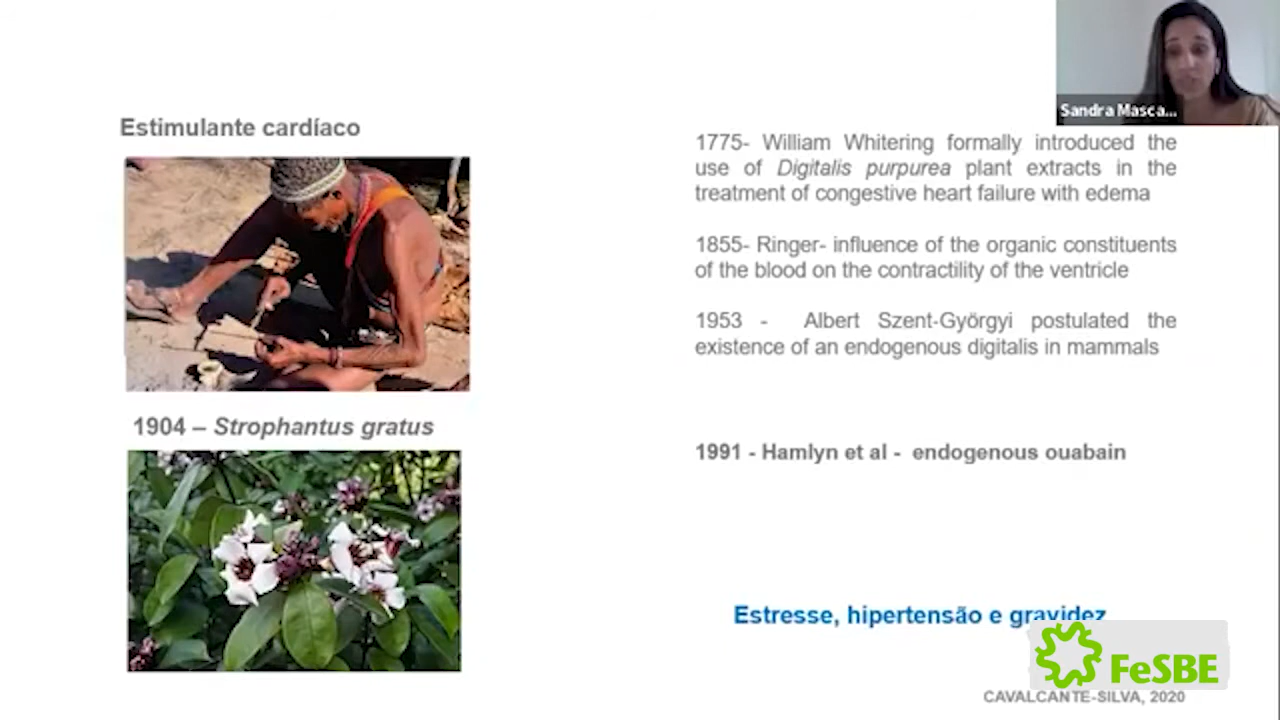 Sandra Masca...
Estimulante cardíaco
1775- William Whitering formally introduced the
use of Digitalis purpurea plant extracts in the
treatment of congestive heart failure with edema
1855- Ringer- influence of the organic constituents
of the blood on the contractility of the ventricle
1953 - Albert Szent-Györgyi postulated the
existence of an endogenous digitalis in mammals
1904 – Strophantus gratus
1991 - Hamlyn et al - endogenous ouabain
Estresse, hipertensão e gravidez
FeSBE
CAVALCANTE-SILVA, 2020